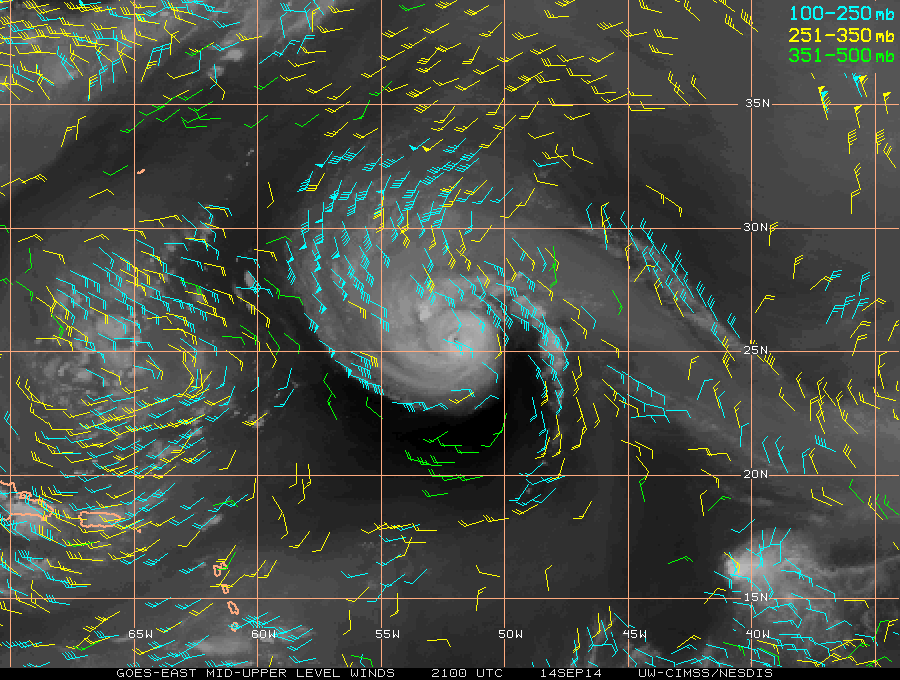 100-250mb
251-350mb
351-500mb
35N
30N
25N
20N
15N
65W 60W 55W 50W 45W 40W
GOES-EAST MID-UPPER LEVEL WINDS 2100 UTC 14SEP14 UW-CIMSS/NESDIS